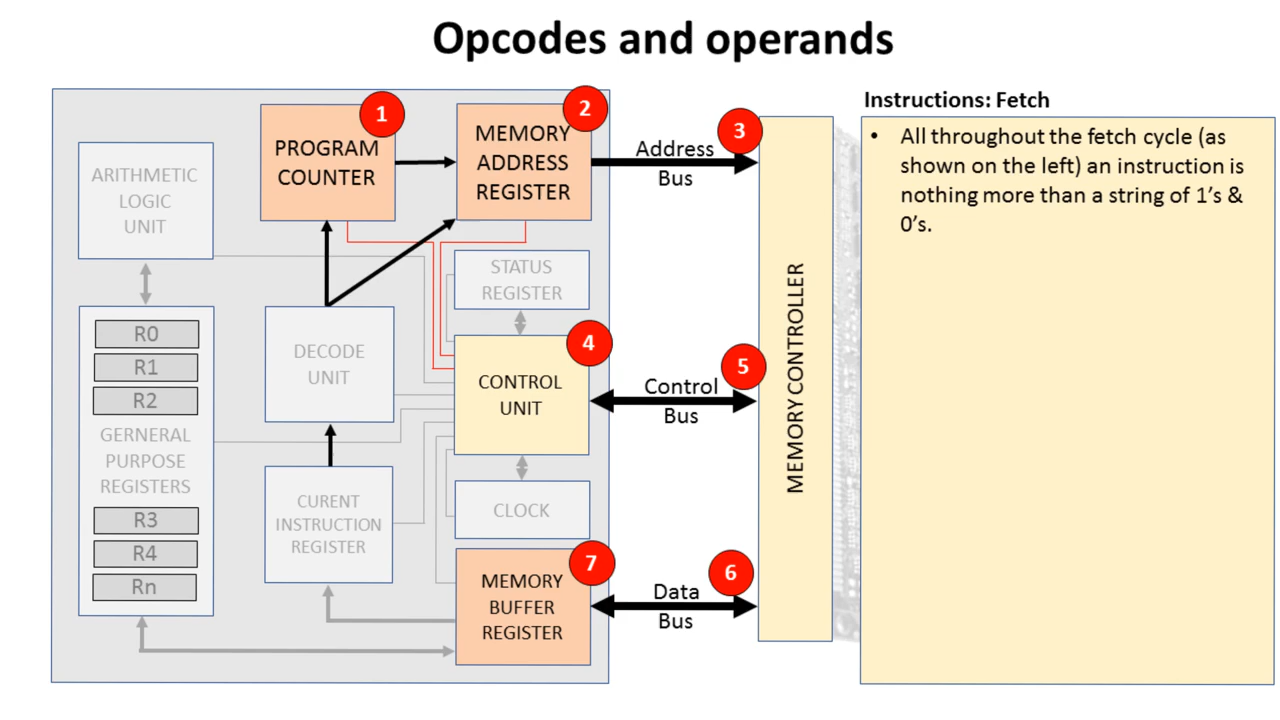 Opcodes and operands
Instructions: Fetch
• All throughout the fetch cycle (as
shown on the left) an instruction is
nothing more than a string of 1’s &
0’s.
1
PROGRAM
COUNTER
2
MEMORY
ADDRESS
REGISTER
3
Address
Bus
ARITHMETIC
LOGIC
UNIT
STATUS
REGISTER
R0
R1
R2
GERNERAL
PURPOSE
REGISTERS
R3
R4
Rn
DECODE
UNIT
4
CONTROL
UNIT
5
Control
Bus
MEMORY CONTROLLER
CURENT
INSTRUCTION
REGISTER
CLOCK
7
MEMORY
BUFFER
REGISTER
6
Data
Bus